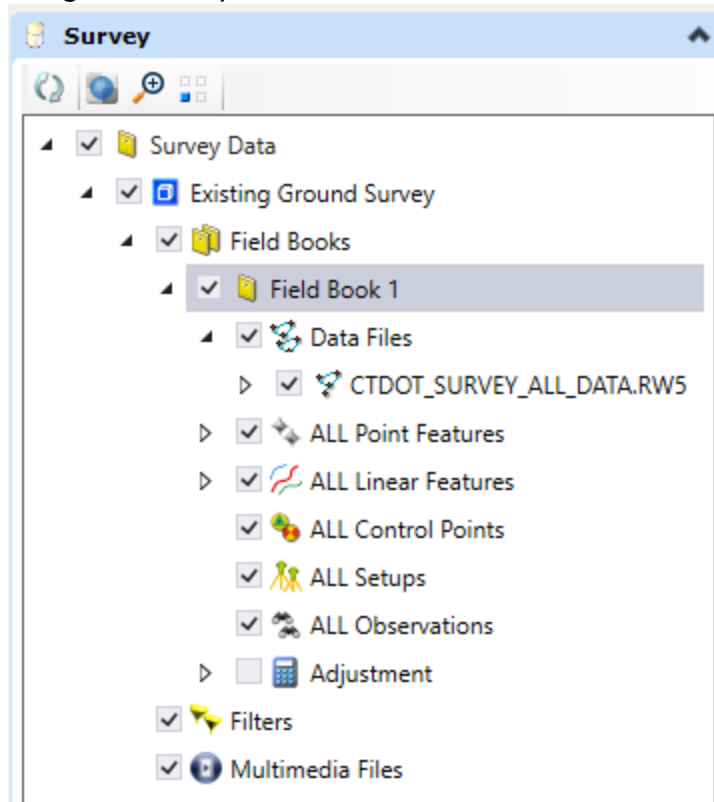 Survey
Survey Data
Existing Ground Survey
Field Books
Field Book 1
Data Files
CTDOT_SURVEY_ALL_DATA.RW5
ALL Point Features
ALL Linear Features
ALL Control Points
ALL Setups
ALL Observations
Adjustment
Filters
Multimedia Files